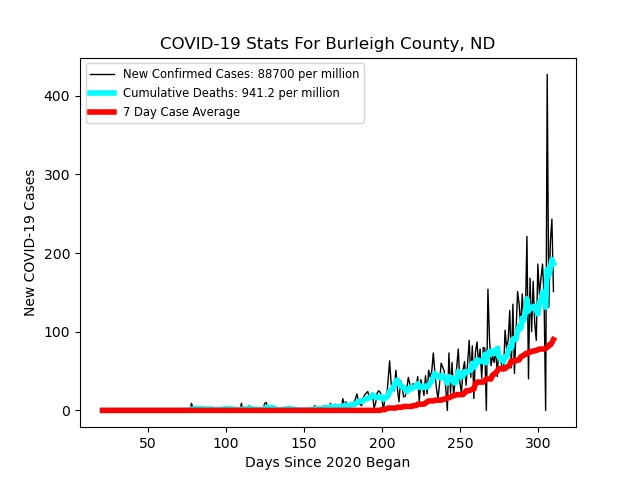 COVID-19 Stats For Burleigh County, ND
New Confirmed Cases: 88700 per million
Cumulative Deaths: 941.2 per million
7 Day Case Average
New COVID-19 Cases
400
300
200
100
0
50 100 150 200 250 300
Days Since 2020 Began